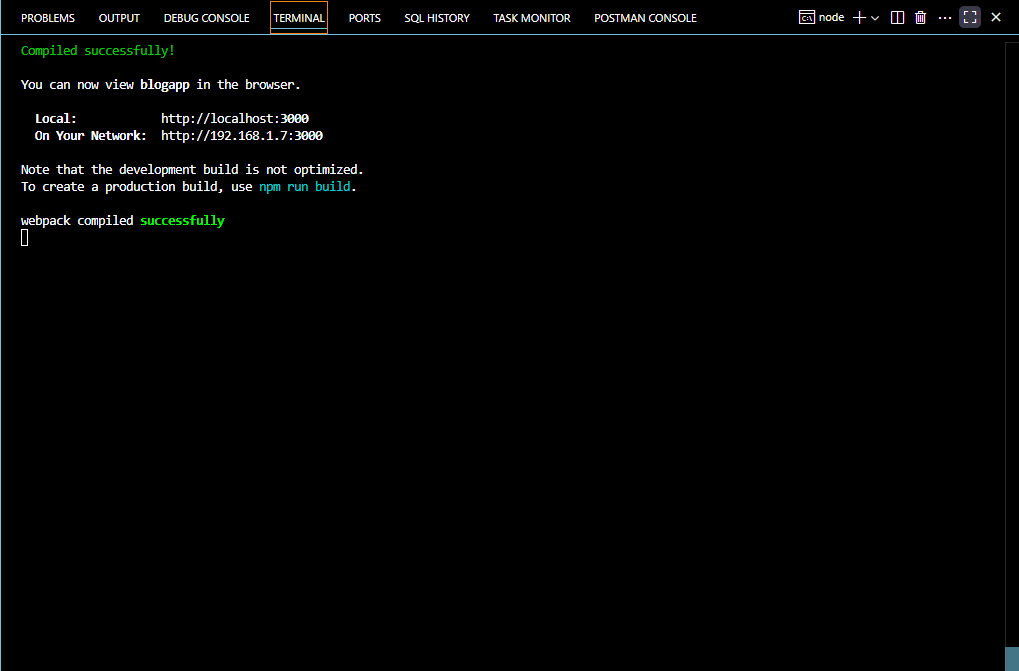 PROBLEMS OUTPUT DEBUG CONSOLE TERMINAL PORTS SQL HISTORY TASK MONITOR POSTMAN CONSOLE node
Compiled successfully!
You can now view blogapp in the browser.
Local: http://localhost:3000
On Your Network: http://192.168.1.7:3000
Note that the development build is not optimized.
To create a production build, use npm run build.
webpack compiled successfully